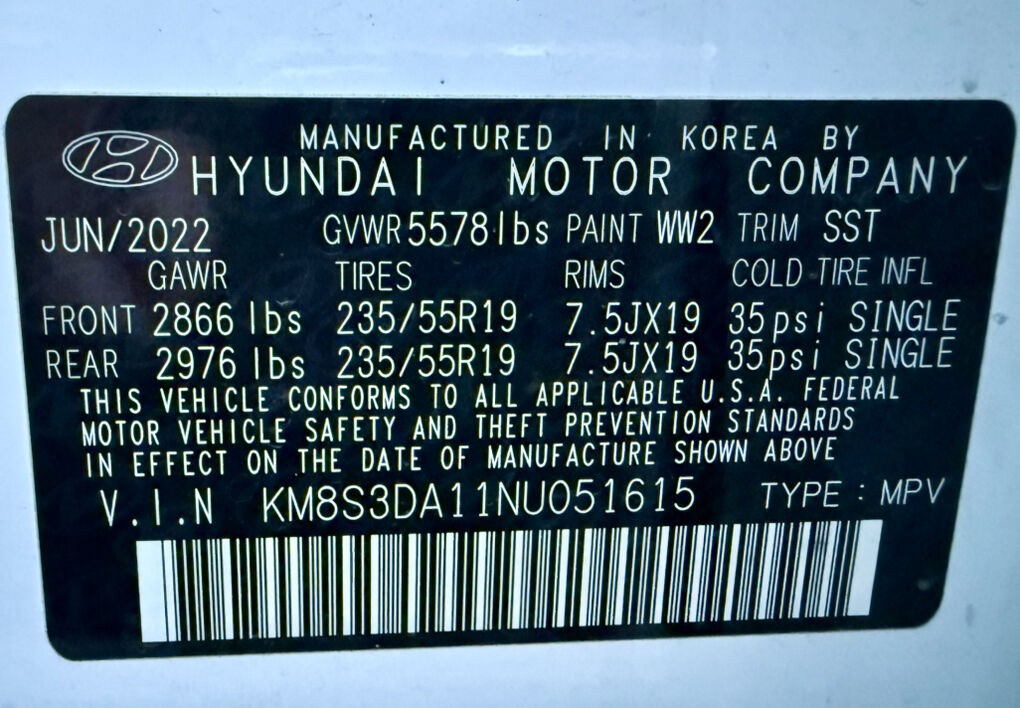 MANUFACTURED IN KOREA BY
HYUNDAI MOTOR COMPANY
JUN/2022 GVWR 5578lbs PAINT WW2 TRIM SST
GAWR TIRES RIMS COLD TIRE INFL
FRONT 2866 lbs 235/55R19 7.5JX19 35psi SINGLE
REAR 2976 lbs 235/55R19 7.5JX19 35psi SINGLE
THIS VEHICLE CONFORMS TO ALL APPLICABLE U.S.A. FEDERAL
MOTOR VEHICLE SAFETY AND THEFT PREVENTION STANDARDS
IN EFFECT ON THE DATE OF MANUFACTURE SHOWN ABOVE
V.I.N KM8S3DA11NU051615 TYPE : MPV